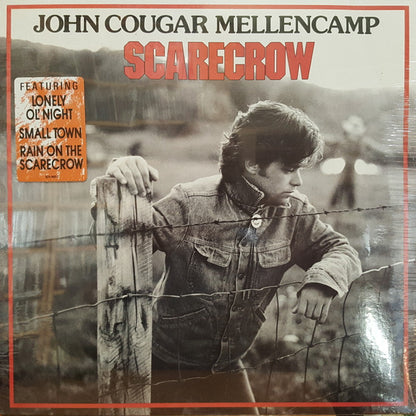 JOHN COUGAR MELLENCAMP
SCARECROW
FEATURING
LONELY
OL' NIGHT
SMALL TOWN
RAIN ON THE
SCARECROW